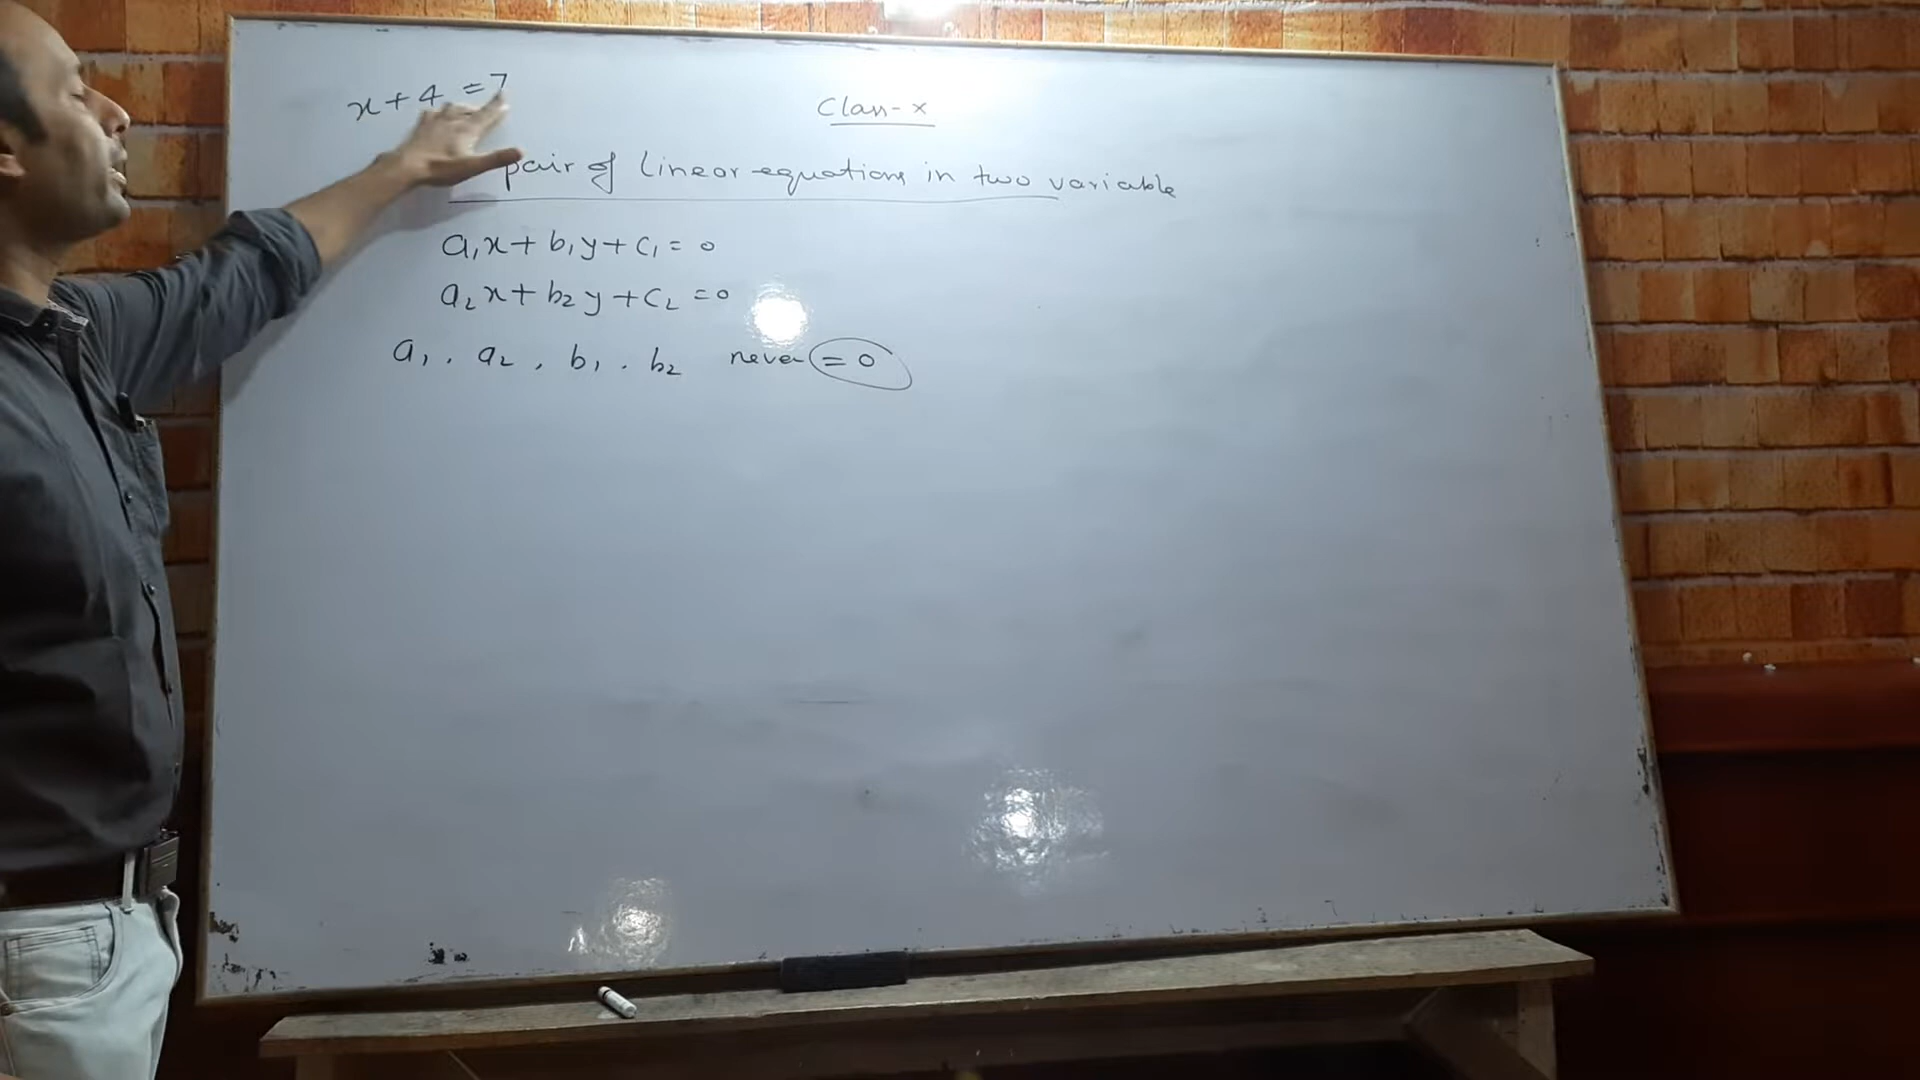 x + 4 = 7
Class - X
pair of linear equations in two variable
a₁x + b₁y + c₁ = 0
a₂x + b₂y + c₂ = 0
a₁ . a₂ , b₁ . b₂ never = 0